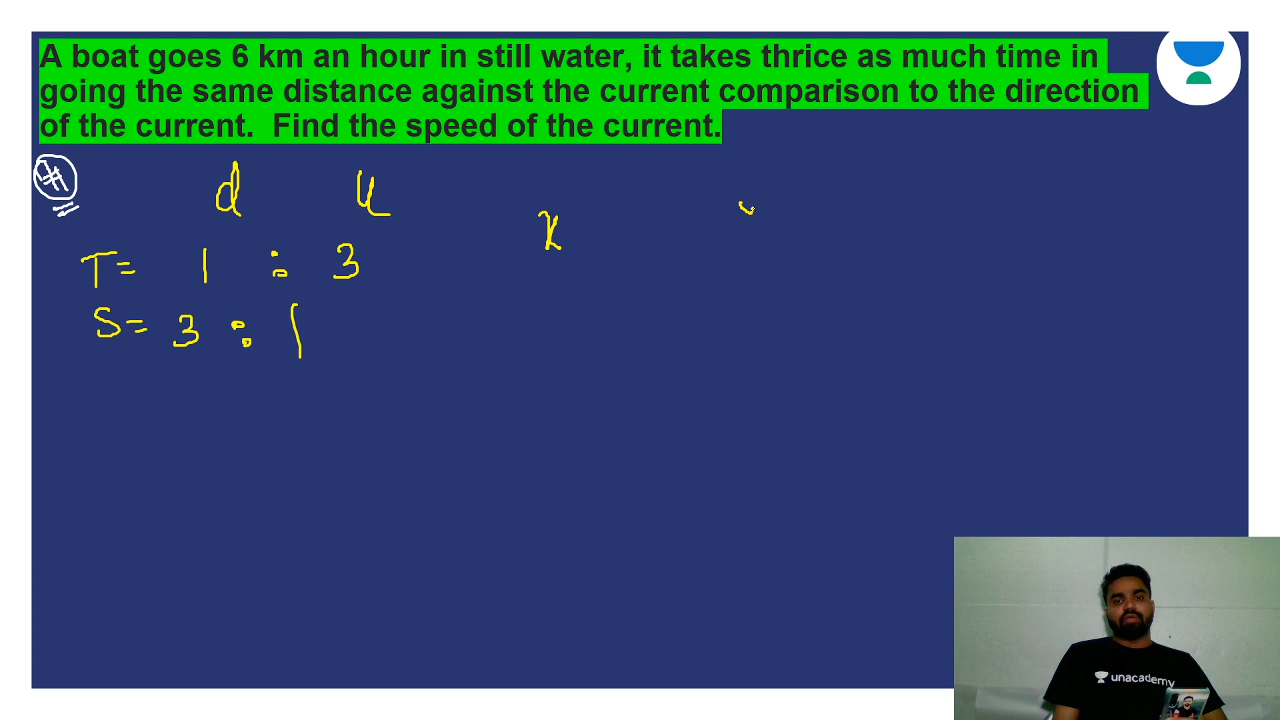 A boat goes 6 km an hour in still water, it takes thrice as much time in
going the same distance against the current comparison to the direction
of the current. Find the speed of the current.
d u
x
T = 1 : 3
S = 3 : 1
unacademy